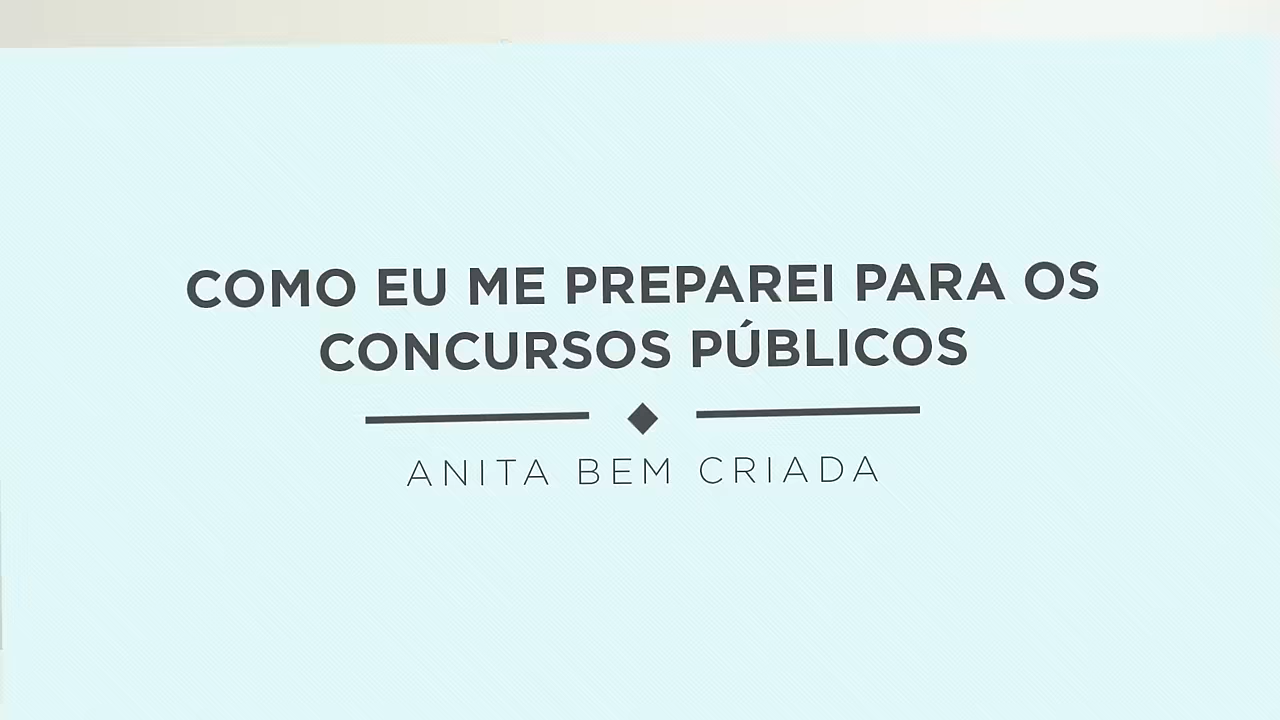 COMO EU ME PREPAREI PARA OS
CONCURSOS PÚBLICOS
ANITA BEM CRIADA